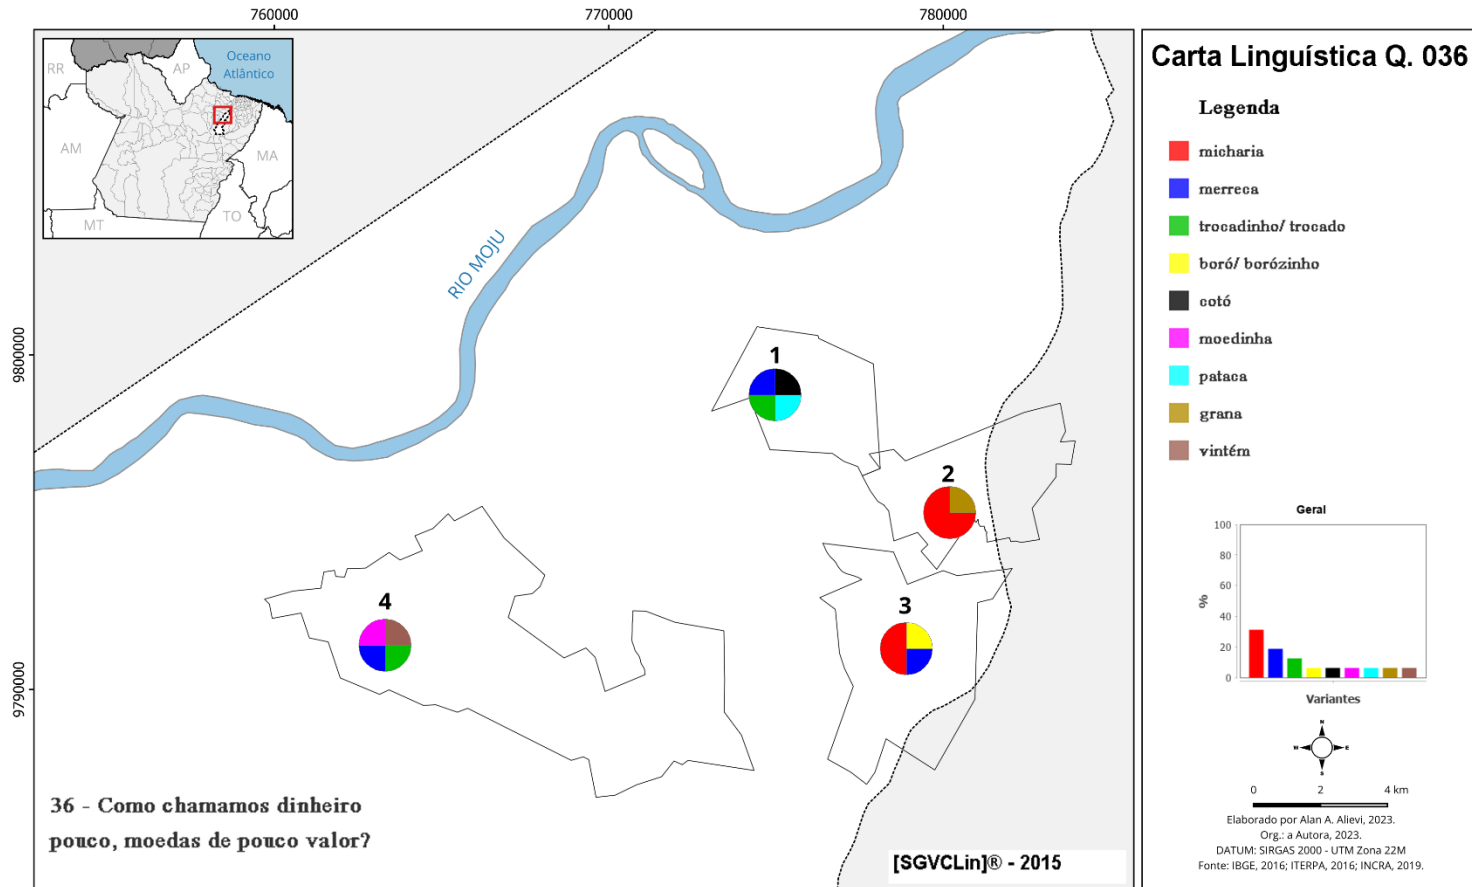 760000
770000
780000
9800000
9790000
RR
AP
Oceano
Atlântico
AM
MA
MT
TO
RIO MOJU
1
2
3
4
36 - Como chamamos dinheiro
pouco, moedas de pouco valor?
[SGVCLin]® - 2015
Carta Linguística Q. 036
Legenda
micharia
merreca
trocadinho/ trocado
boró/ borózinho
cotó
moedinha
pataca
grana
vintém
Geral
100
80
60
40
20
0
%
Variantes
N
W
E
S
0 2 4 km
Elaborado por Alan A. Alievi, 2023.
Org.: a Autora, 2023.
DATUM: SIRGAS 2000 - UTM Zona 22M
Fonte: IBGE, 2016; ITERPA, 2016; INCRA, 2019.